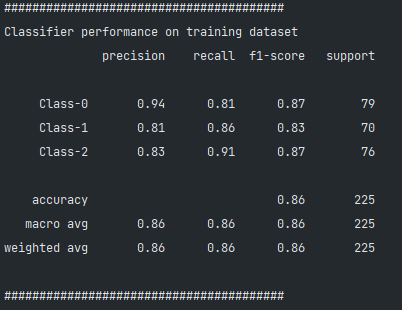 ########################################
Classifier performance on training dataset
precision recall f1-score support
Class-0 0.94 0.81 0.87 79
Class-1 0.81 0.86 0.83 70
Class-2 0.83 0.91 0.87 76
accuracy 0.86 225
macro avg 0.86 0.86 0.86 225
weighted avg 0.86 0.86 0.86 225
########################################